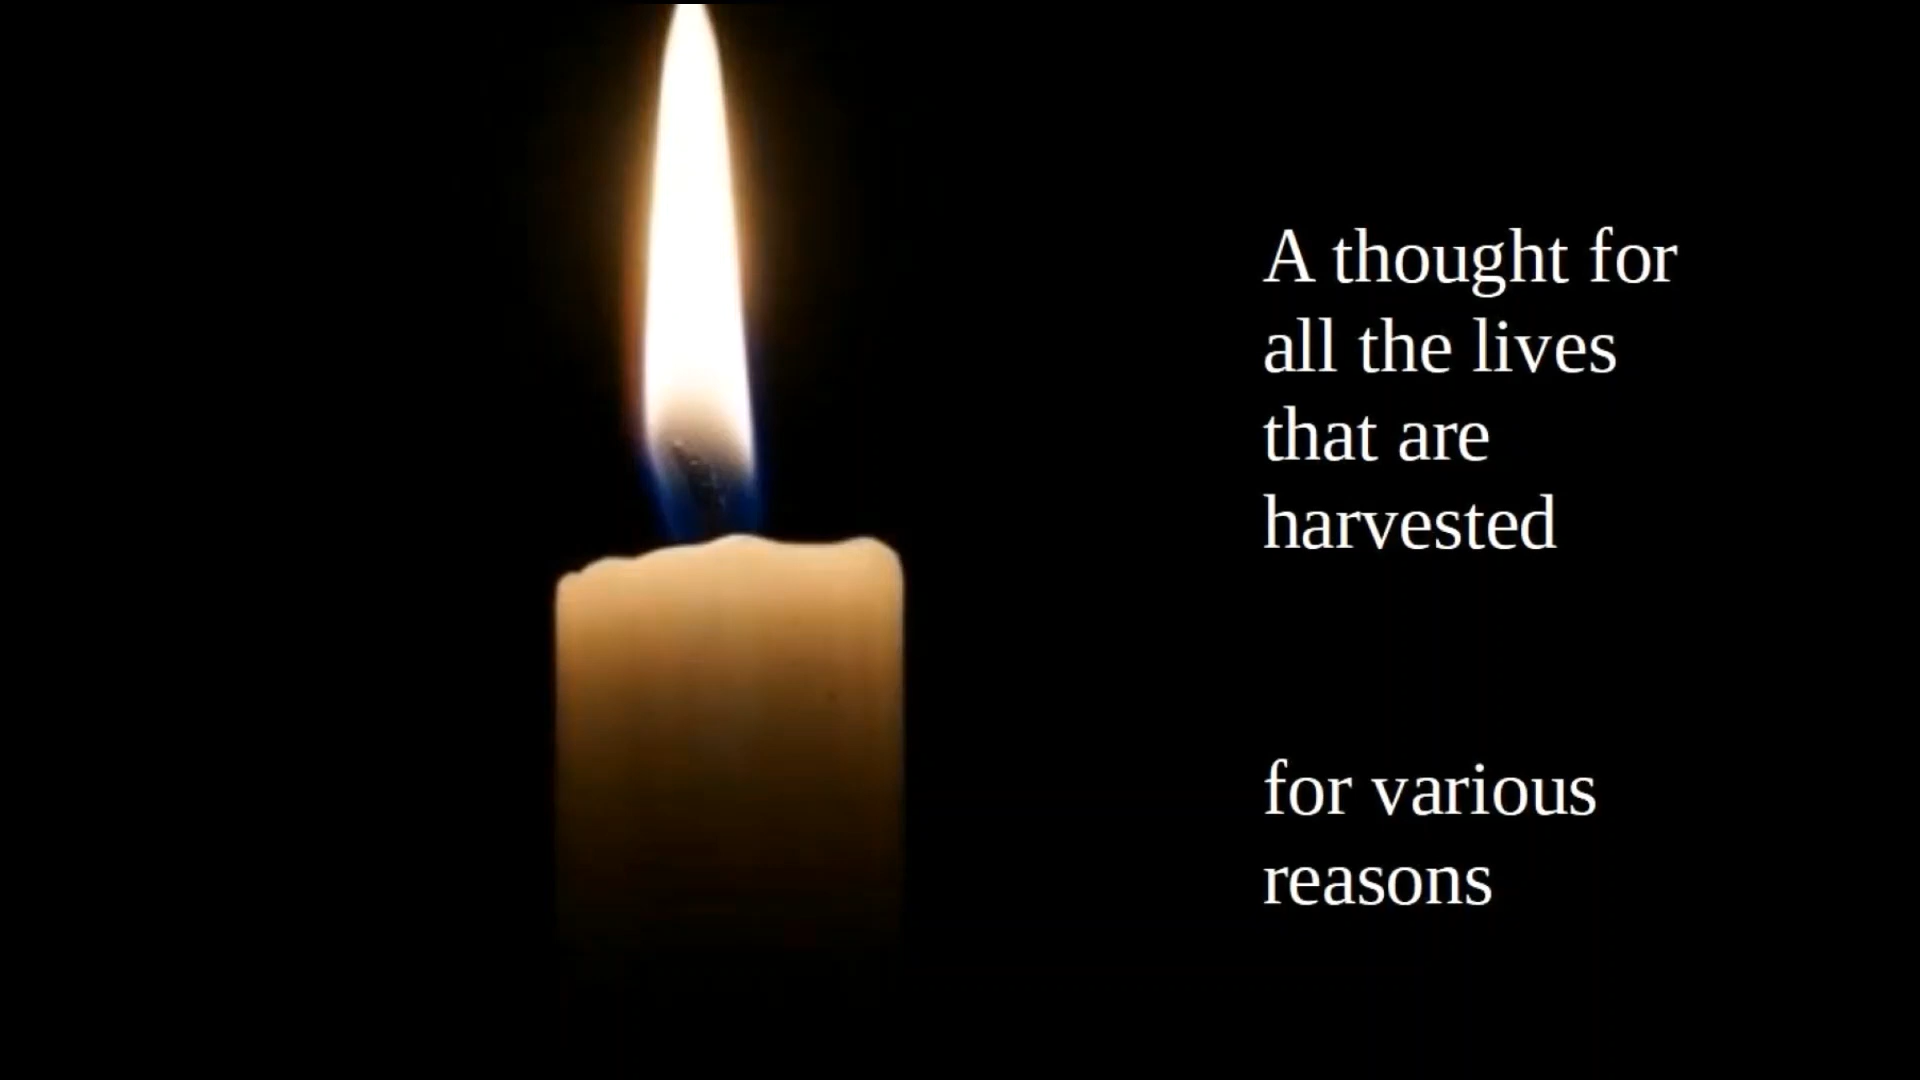 A thought for
all the lives
that are
harvested
for various
reasons